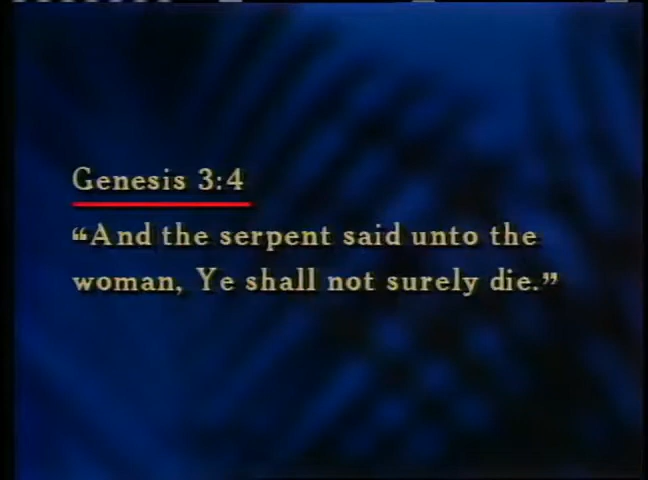 Genesis 3:4
“And the serpent said unto the
woman, Ye shall not surely die.”